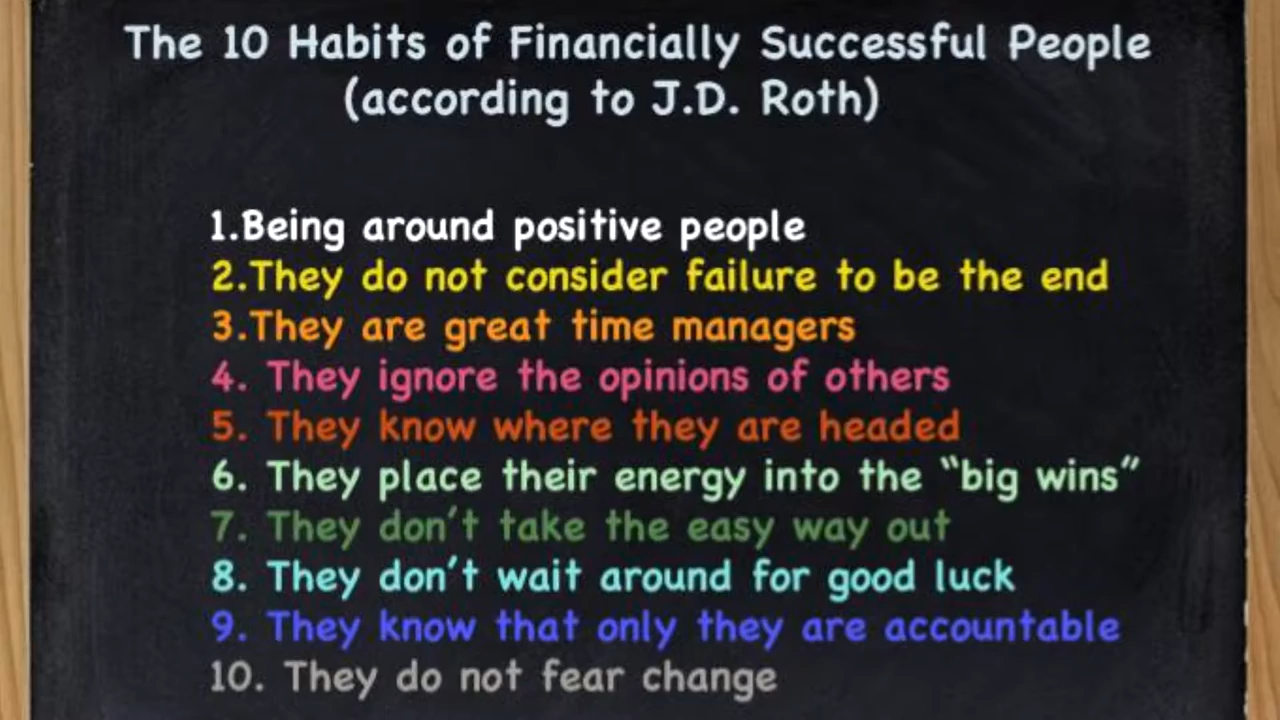 The 10 Habits of Financially Successful People
(according to J.D. Roth)
1.Being around positive people
2.They do not consider failure to be the end
3.They are great time managers
4. They ignore the opinions of others
5. They know where they are headed
6. They place their energy into the “big wins”
7. They don’t take the easy way out
8. They don’t wait around for good luck
9. They know that only they are accountable
10. They do not fear change